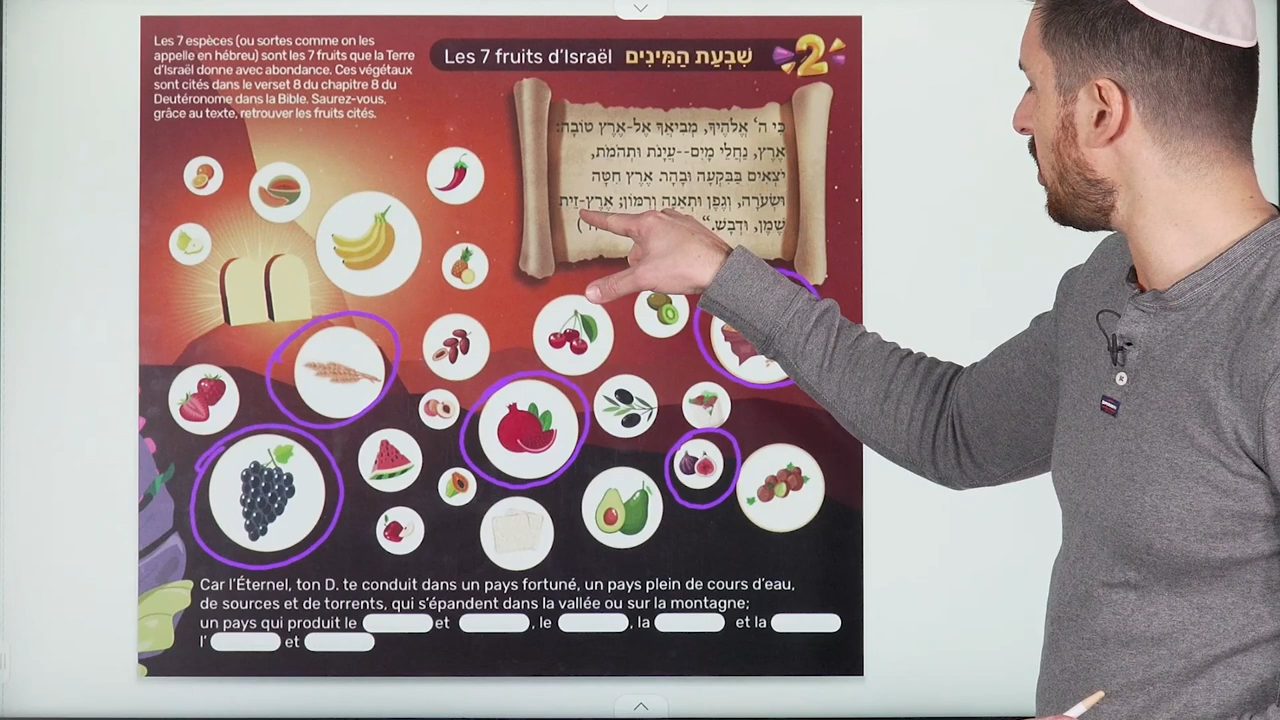 Les 7 espèces (ou sortes comme on les
appelle en hébreu) sont les 7 fruits que la Terre
d'Israël donne avec abondance. Ces végétaux
sont cités dans le verset 8 du chapitre 8 du
Deutéronome dans la Bible. Saurez-vous,
grâce au texte, retrouver les fruits cités.
Les 7 fruits d'Israël שִׁבְעַת הַמִּינִים 2
כִּי ה' אֱלֹהֶיךָ, מְבִיאֲךָ אֶל-אֶרֶץ טוֹבָה:
אֶרֶץ, נַחֲלֵי מָיִם--עֲיָנֹת וּתְהֹמֹת,
יֹצְאִים בַּבִּקְעָה וּבָהָר. אֶרֶץ חִטָּה
וּשְׂעֹרָה, וְגֶפֶן וּתְאֵנָה וְרִמּוֹן; אֶרֶץ-זֵית
שֶׁמֶן, וּדְבָשׁ."
Car l'Éternel, ton D. te conduit dans un pays fortuné, un pays plein de cours d'eau,
de sources et de torrents, qui s'épandent dans la vallée ou sur la montagne;
un pays qui produit le et , le , la et la
l' et